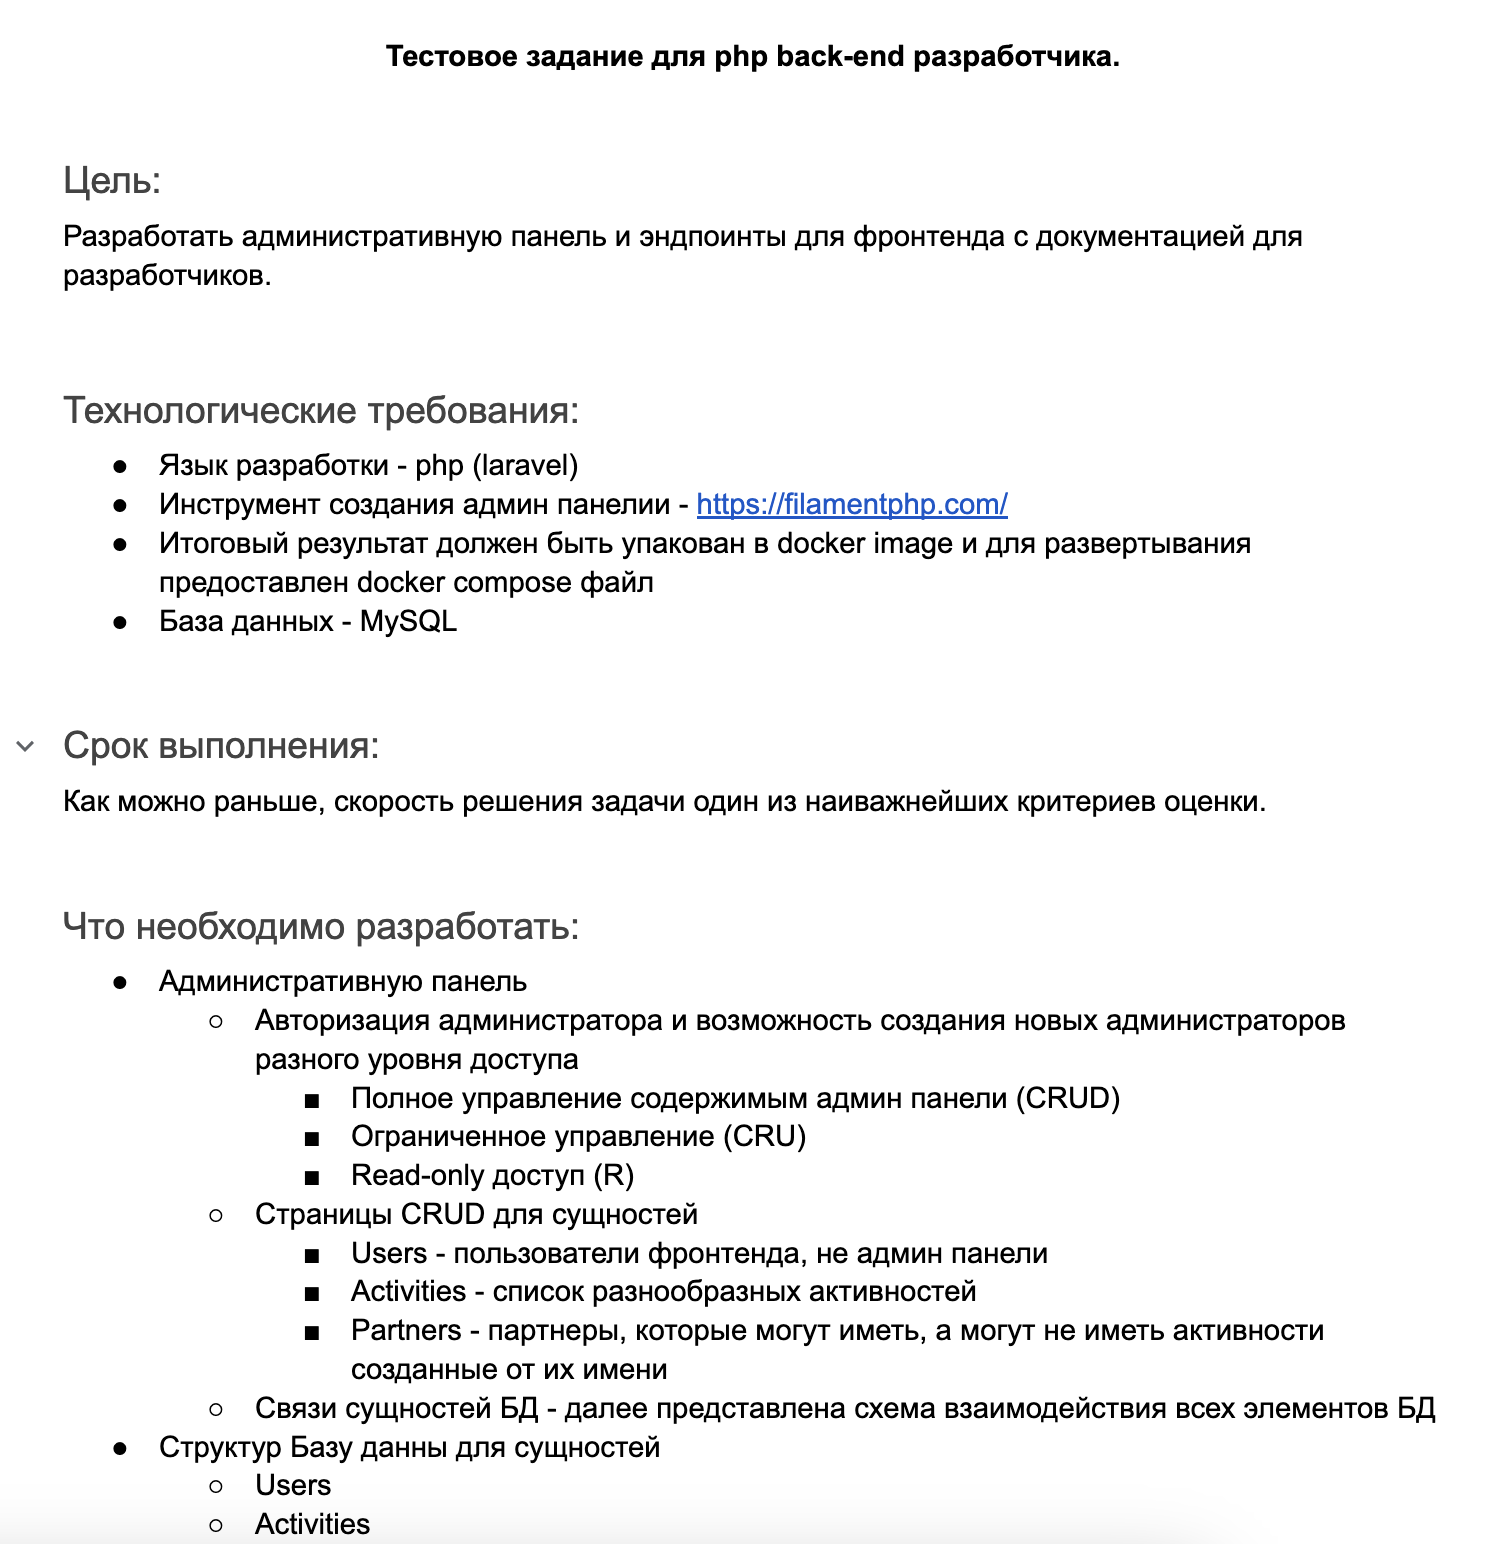 Тестовое задание для php back-end разработчика.
Цель:
Разработать административную панель и эндпоинты для фронтенда с документацией для
разработчиков.
Технологические требования:
● Язык разработки - php (laravel)
● Инструмент создания админ панелии - https://filamentphp.com/
● Итоговый результат должен быть упакован в docker image и для развертывания
предоставлен docker compose файл
● База данных - MySQL
Срок выполнения:
Как можно раньше, скорость решения задачи один из наиважнейших критериев оценки.
Что необходимо разработать:
● Административную панель
○ Авторизация администратора и возможность создания новых администраторов
разного уровня доступа
■ Полное управление содержимым админ панели (CRUD)
■ Ограниченное управление (CRU)
■ Read-only доступ (R)
○ Страницы CRUD для сущностей
■ Users - пользователи фронтенда, не админ панели
■ Activities - список разнообразных активностей
■ Partners - партнеры, которые могут иметь, а могут не иметь активности
созданные от их имени
○ Связи сущностей БД - далее представлена схема взаимодействия всех элементов БД
● Структур Базу данны для сущностей
○ Users
○ Activities